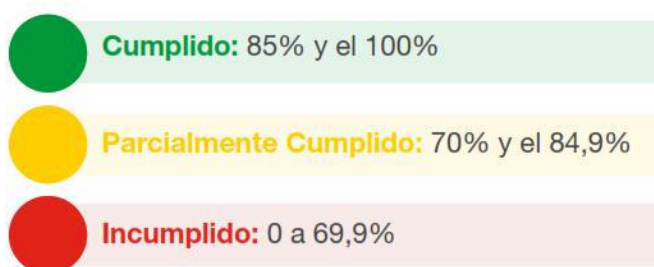 Cumplido: 85% y el 100%
Parcialmente Cumplido: 70% y el 84,9%
Incumplido: 0 a 69,9%